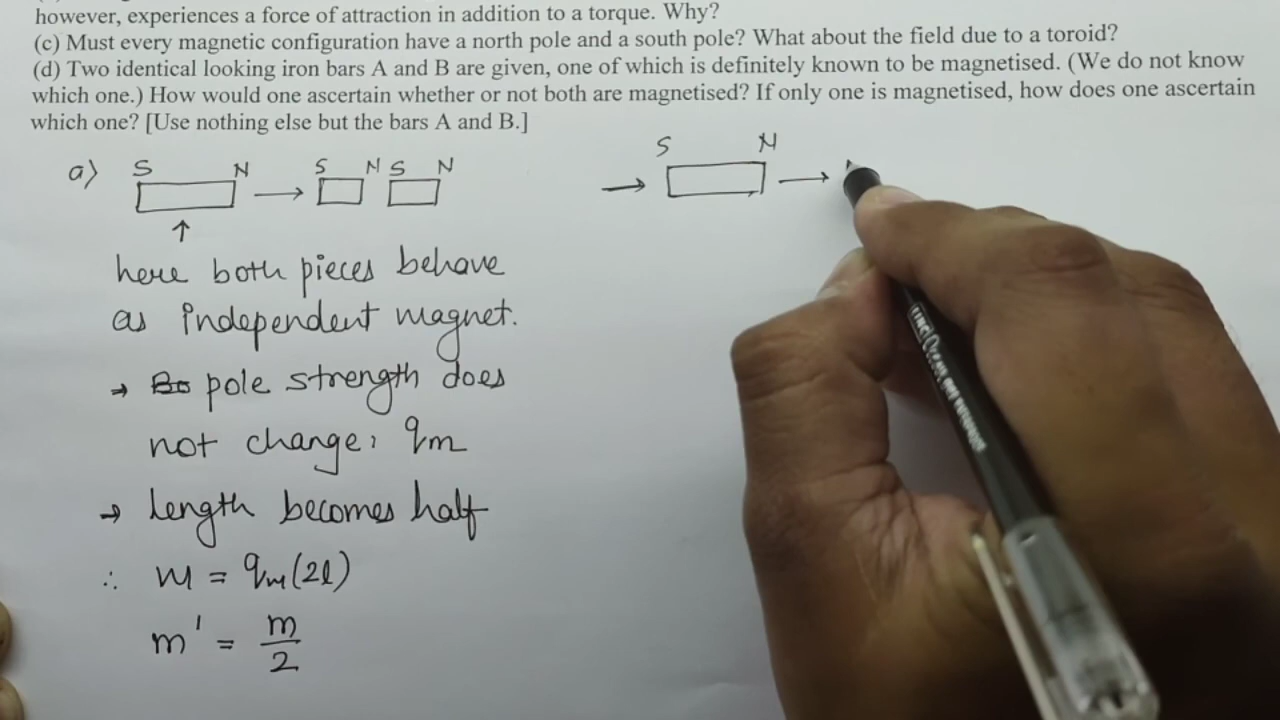 however, experiences a force of attraction in addition to a torque. Why?
(c) Must every magnetic configuration have a north pole and a south pole? What about the field due to a toroid?
(d) Two identical looking iron bars A and B are given, one of which is definitely known to be magnetised. (We do not know
which one.) How would one ascertain whether or not both are magnetised? If only one is magnetised, how does one ascertain
which one? [Use nothing else but the bars A and B.]
a) S N → S N S N
→ S N →
↑
here both pieces behave
as independent magnet.
→ pole strength does
not change, qm
→ length becomes half
∴ m = qm(2l)
m' = m/2